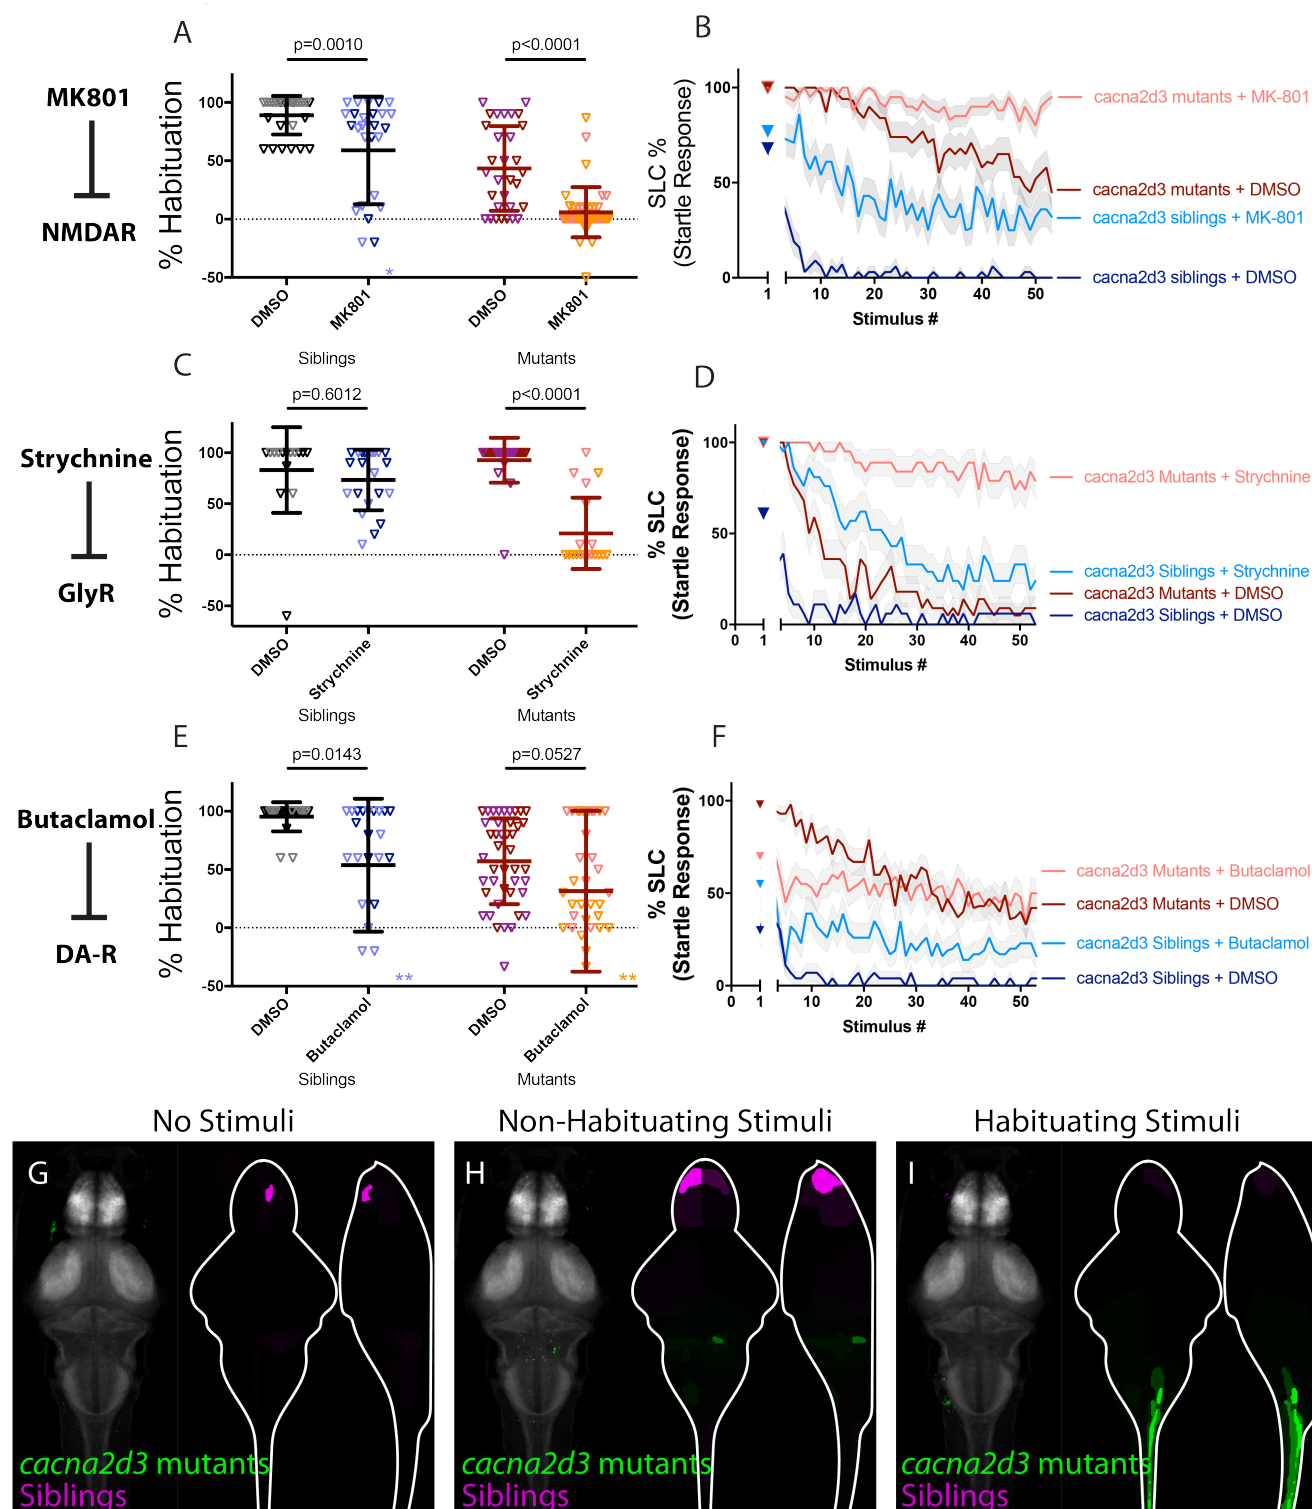 A
p=0.0010
p<0.0001
MK801
NMDAR
% Habituation
100
50
0
-50
*
DMSO
MK801
DMSO
MK801
Siblings
Mutants
B
SLC %
(Startle Response)
100
50
0
1
10
20
30
40
50
Stimulus #
cacna2d3 mutants + MK-801
cacna2d3 mutants + DMSO
cacna2d3 siblings + MK-801
cacna2d3 siblings + DMSO
C
p=0.6012
p<0.0001
Strychnine
GlyR
% Habituation
100
50
0
-50
DMSO
Strychnine
DMSO
Strychnine
Siblings
Mutants
D
% SLC
(Startle Response)
100
50
0
0
1
10
20
30
40
50
Stimulus #
cacna2d3 Mutants + Strychnine
cacna2d3 Siblings + Strychnine
cacna2d3 Mutants + DMSO
cacna2d3 Siblings + DMSO
E
p=0.0143
p=0.0527
Butaclamol
DA-R
% Habituation
100
50
0
-50
**
**
DMSO
Butaclamol
DMSO
Butaclamol
Siblings
Mutants
F
% SLC
(Startle Response)
100
50
0
0
1
10
20
30
40
50
Stimulus #
cacna2d3 Mutants + Butaclamol
cacna2d3 Mutants + DMSO
cacna2d3 Siblings + Butaclamol
cacna2d3 Siblings + DMSO
No Stimuli
G
cacna2d3 mutants
Siblings
Non-Habituating Stimuli
H
cacna2d3 mutants
Siblings
Habituating Stimuli
I
cacna2d3 mutants
Siblings